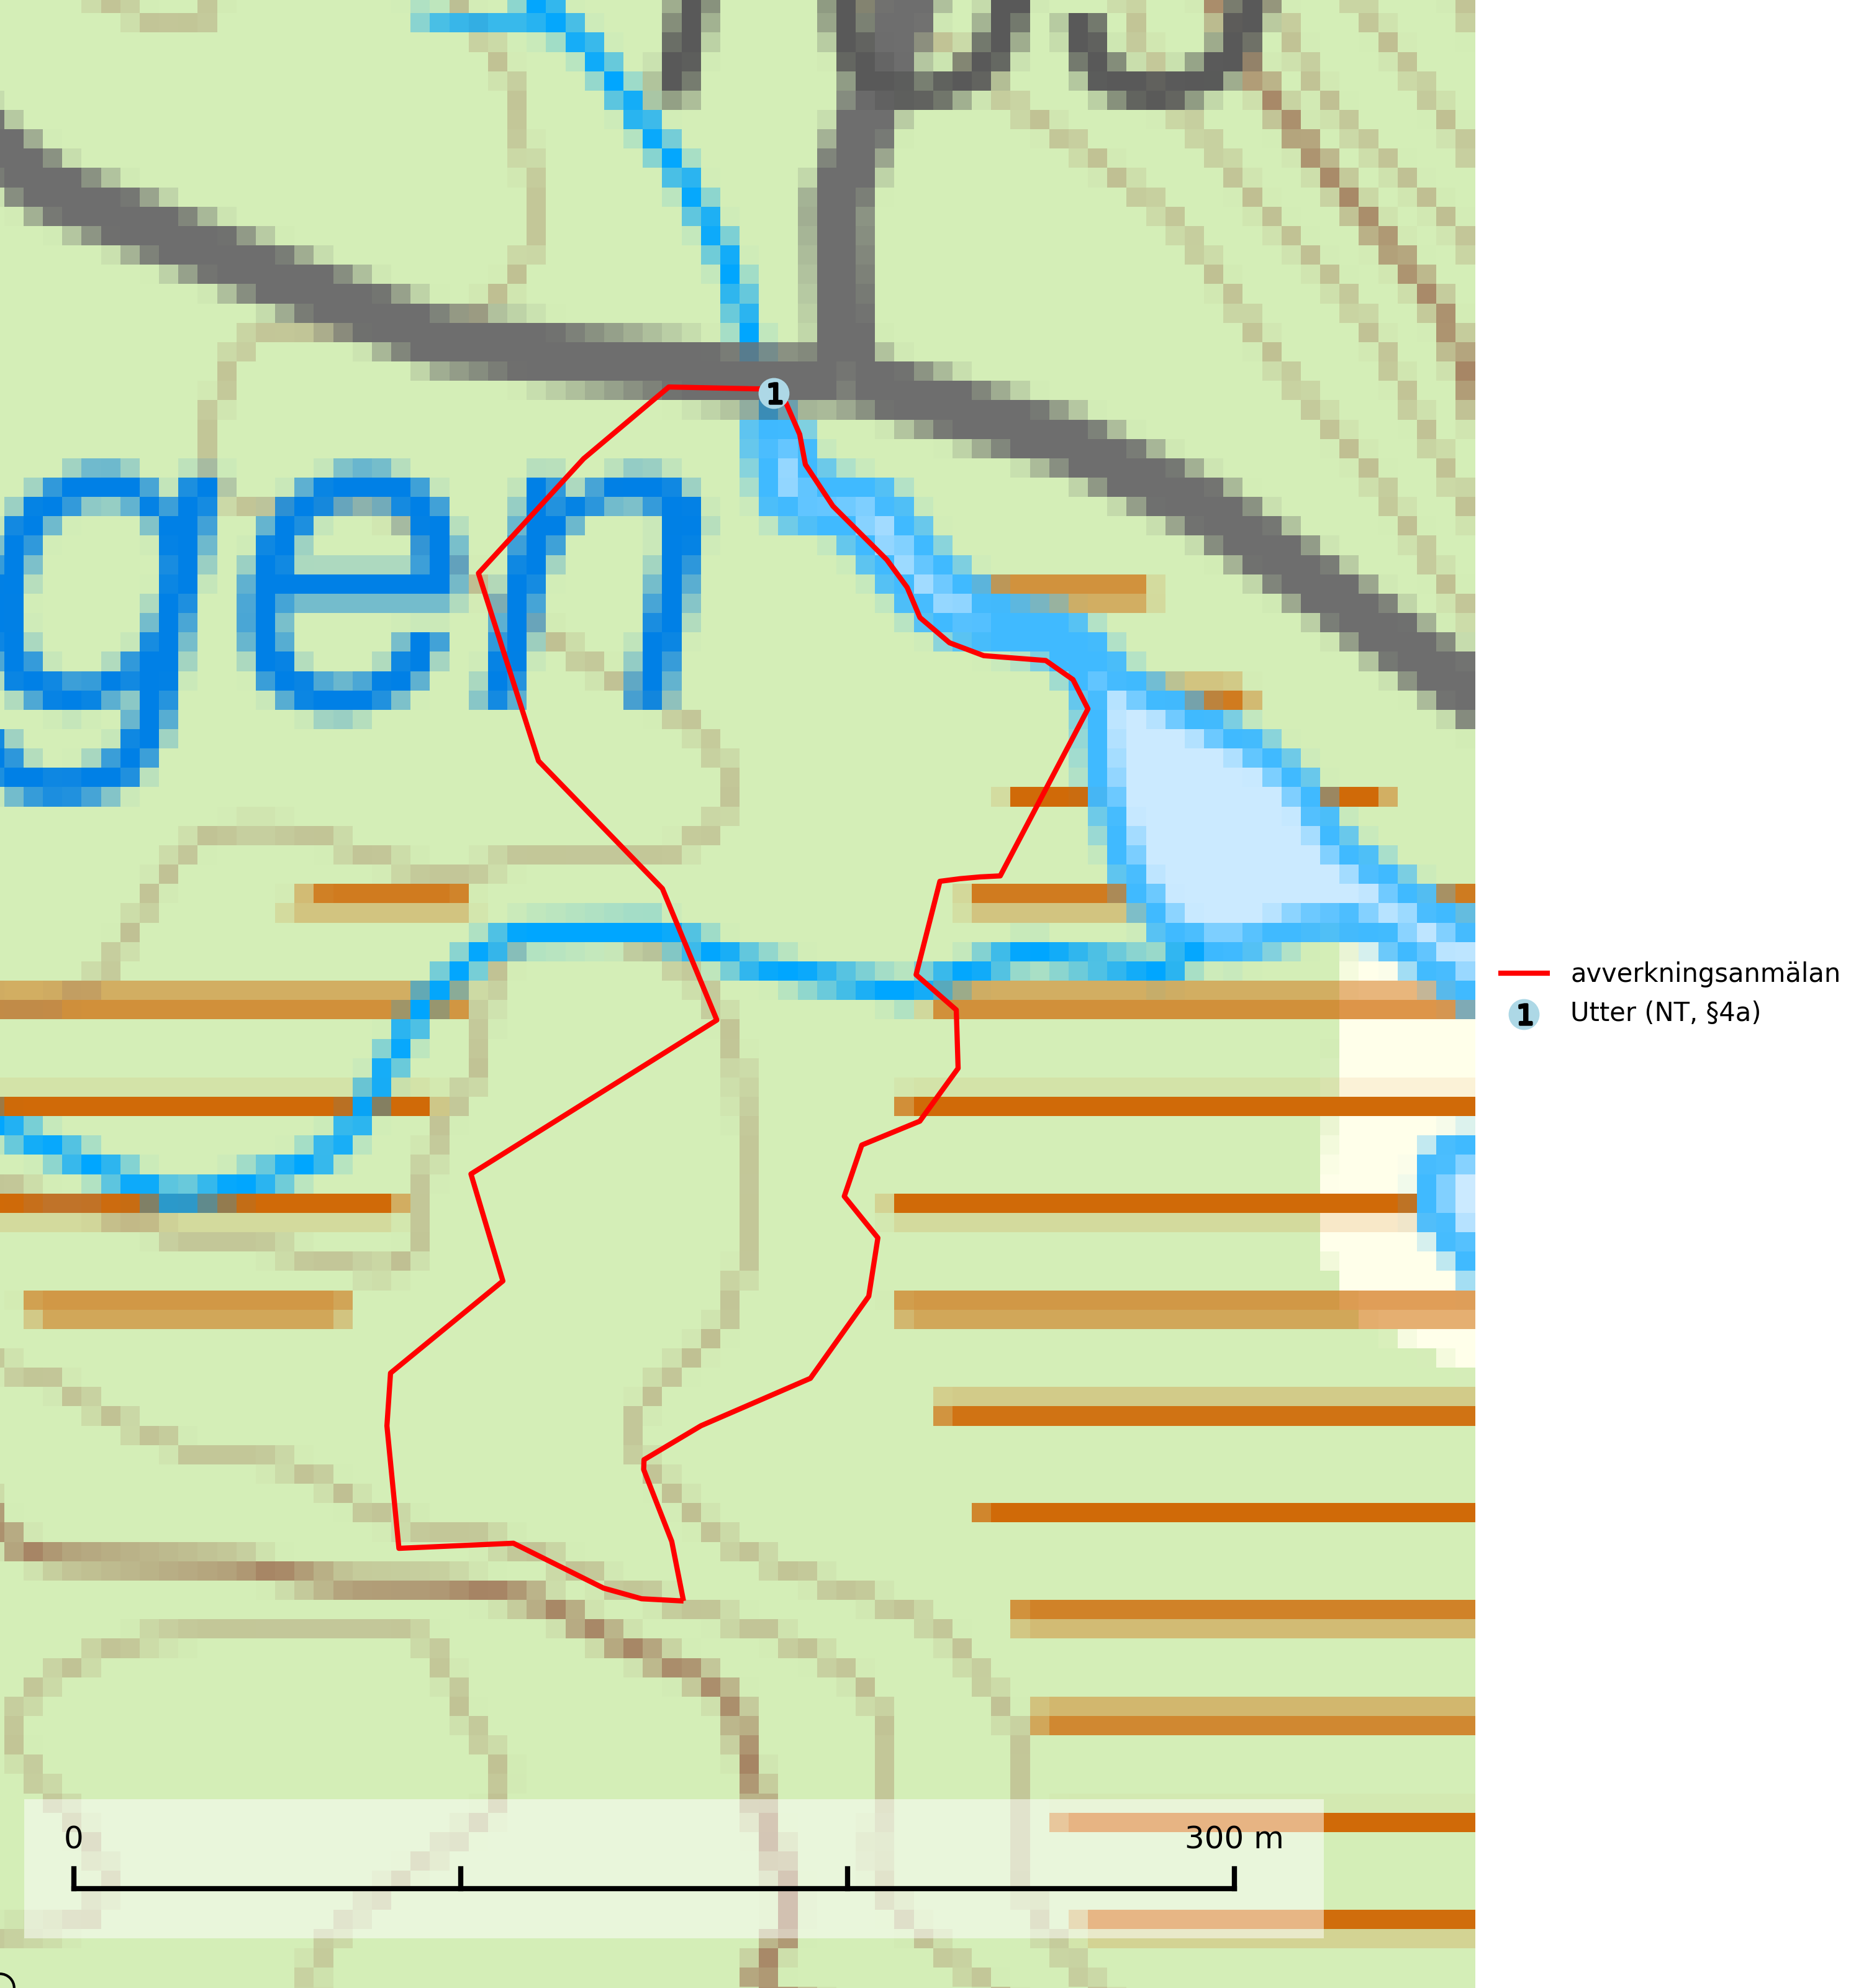 1
gen
avverkningsanmälan
1 Utter (NT, §4a)
0 300 m